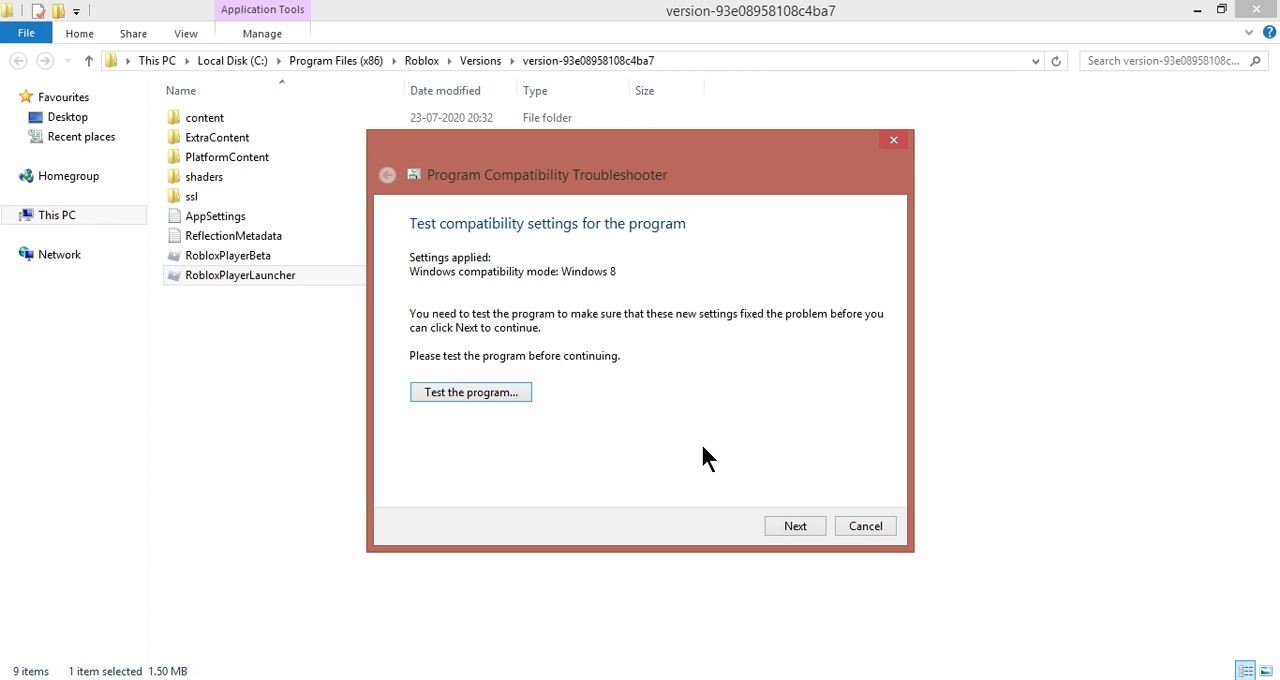 Application Tools
version-93e08958108c4ba7
File Home Share View Manage
This PC Local Disk (C:) Program Files (x86) Roblox Versions version-93e08958108c4ba7
Search version-93e08958108c...
Favourites
Desktop
Recent places
Homegroup
This PC
Network
Name Date modified Type Size
content 23-07-2020 20:32 File folder
ExtraContent
PlatformContent
shaders
ssl
AppSettings
ReflectionMetadata
RobloxPlayerBeta
RobloxPlayerLauncher
Program Compatibility Troubleshooter
Test compatibility settings for the program
Settings applied:
Windows compatibility mode: Windows 8
You need to test the program to make sure that these new settings fixed the problem before you
can click Next to continue.
Please test the program before continuing.
Test the program...
Next Cancel
9 items 1 item selected 1.50 MB